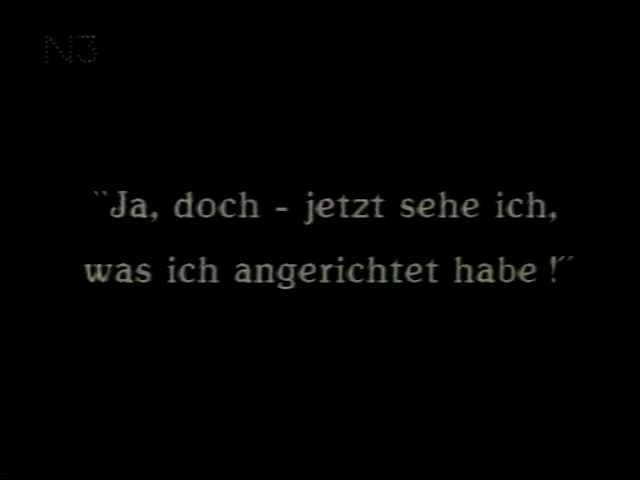 N3
``Ja, doch - jetzt sehe ich,
was ich angerichtet habe !´´